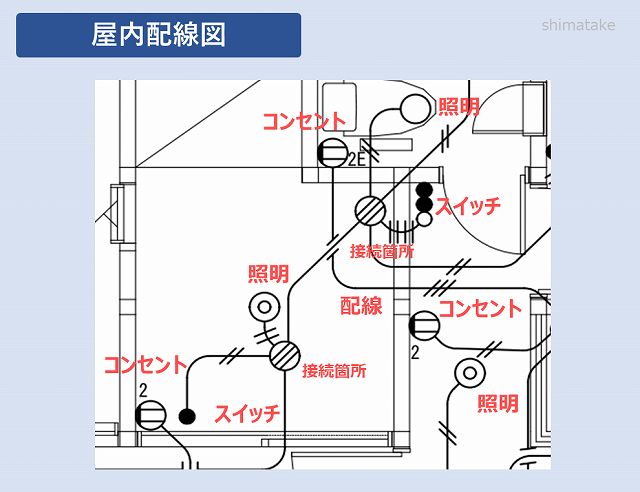 屋内配線図
shimatake
照明
コンセント
2E
スイッチ
接続箇所
照明
配線
コンセント
2
コンセント
接続箇所
2
スイッチ
照明